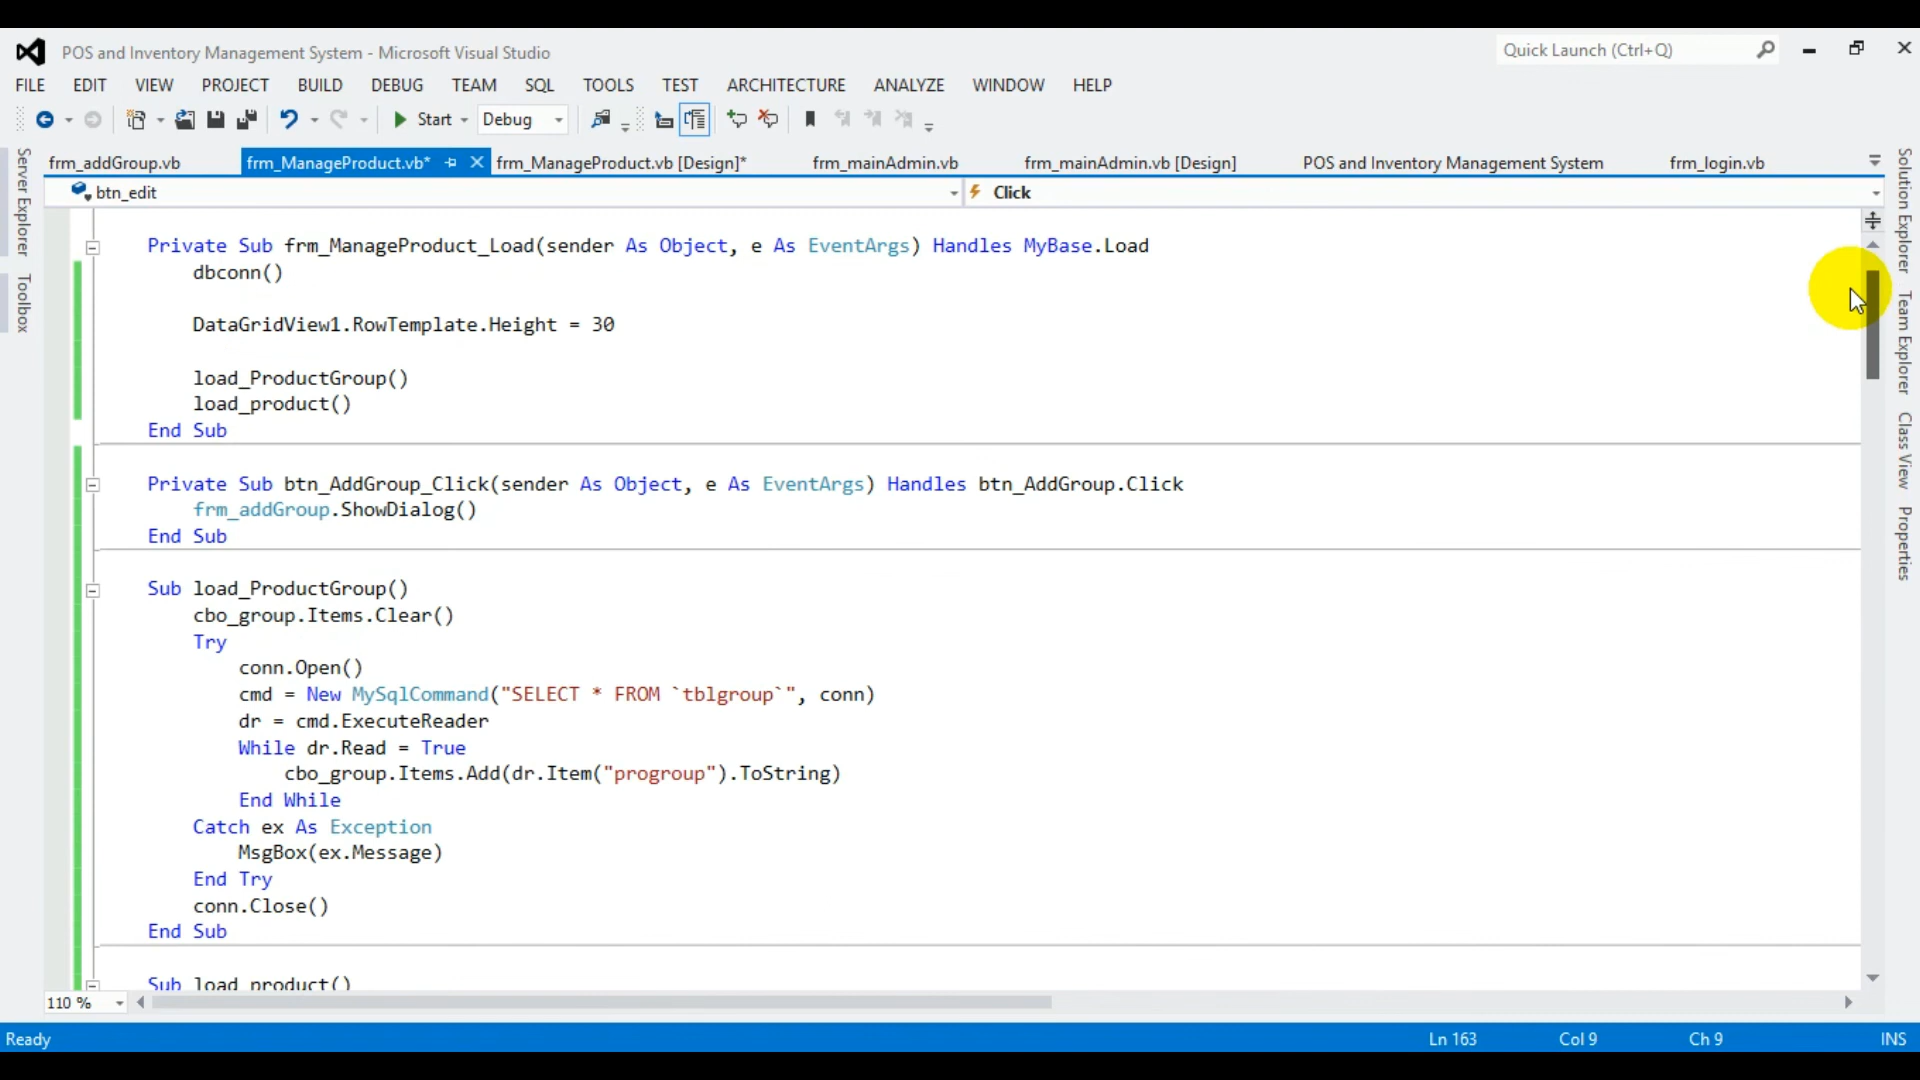 POS and Inventory Management System - Microsoft Visual Studio
Quick Launch (Ctrl+Q)
FILE EDIT VIEW PROJECT BUILD DEBUG TEAM SQL TOOLS TEST ARCHITECTURE ANALYZE WINDOW HELP
Start Debug
frm_addGroup.vb frm_ManageProduct.vb* frm_ManageProduct.vb [Design]* frm_mainAdmin.vb frm_mainAdmin.vb [Design] POS and Inventory Management System frm_login.vb
btn_edit Click
Server Explorer
Toolbox
Private Sub frm_ManageProduct_Load(sender As Object, e As EventArgs) Handles MyBase.Load
dbconn()
DataGridView1.RowTemplate.Height = 30
load_ProductGroup()
load_product()
End Sub
Private Sub btn_AddGroup_Click(sender As Object, e As EventArgs) Handles btn_AddGroup.Click
frm_addGroup.ShowDialog()
End Sub
Sub load_ProductGroup()
cbo_group.Items.Clear()
Try
conn.Open()
cmd = New MySqlCommand("SELECT * FROM `tblgroup`", conn)
dr = cmd.ExecuteReader
While dr.Read = True
cbo_group.Items.Add(dr.Item("progroup").ToString)
End While
Catch ex As Exception
MsgBox(ex.Message)
End Try
conn.Close()
End Sub
Sub load_product()
Solution Explorer
Team Explorer
Class View
Properties
110 %
Ready Ln 163 Col 9 Ch 9 INS